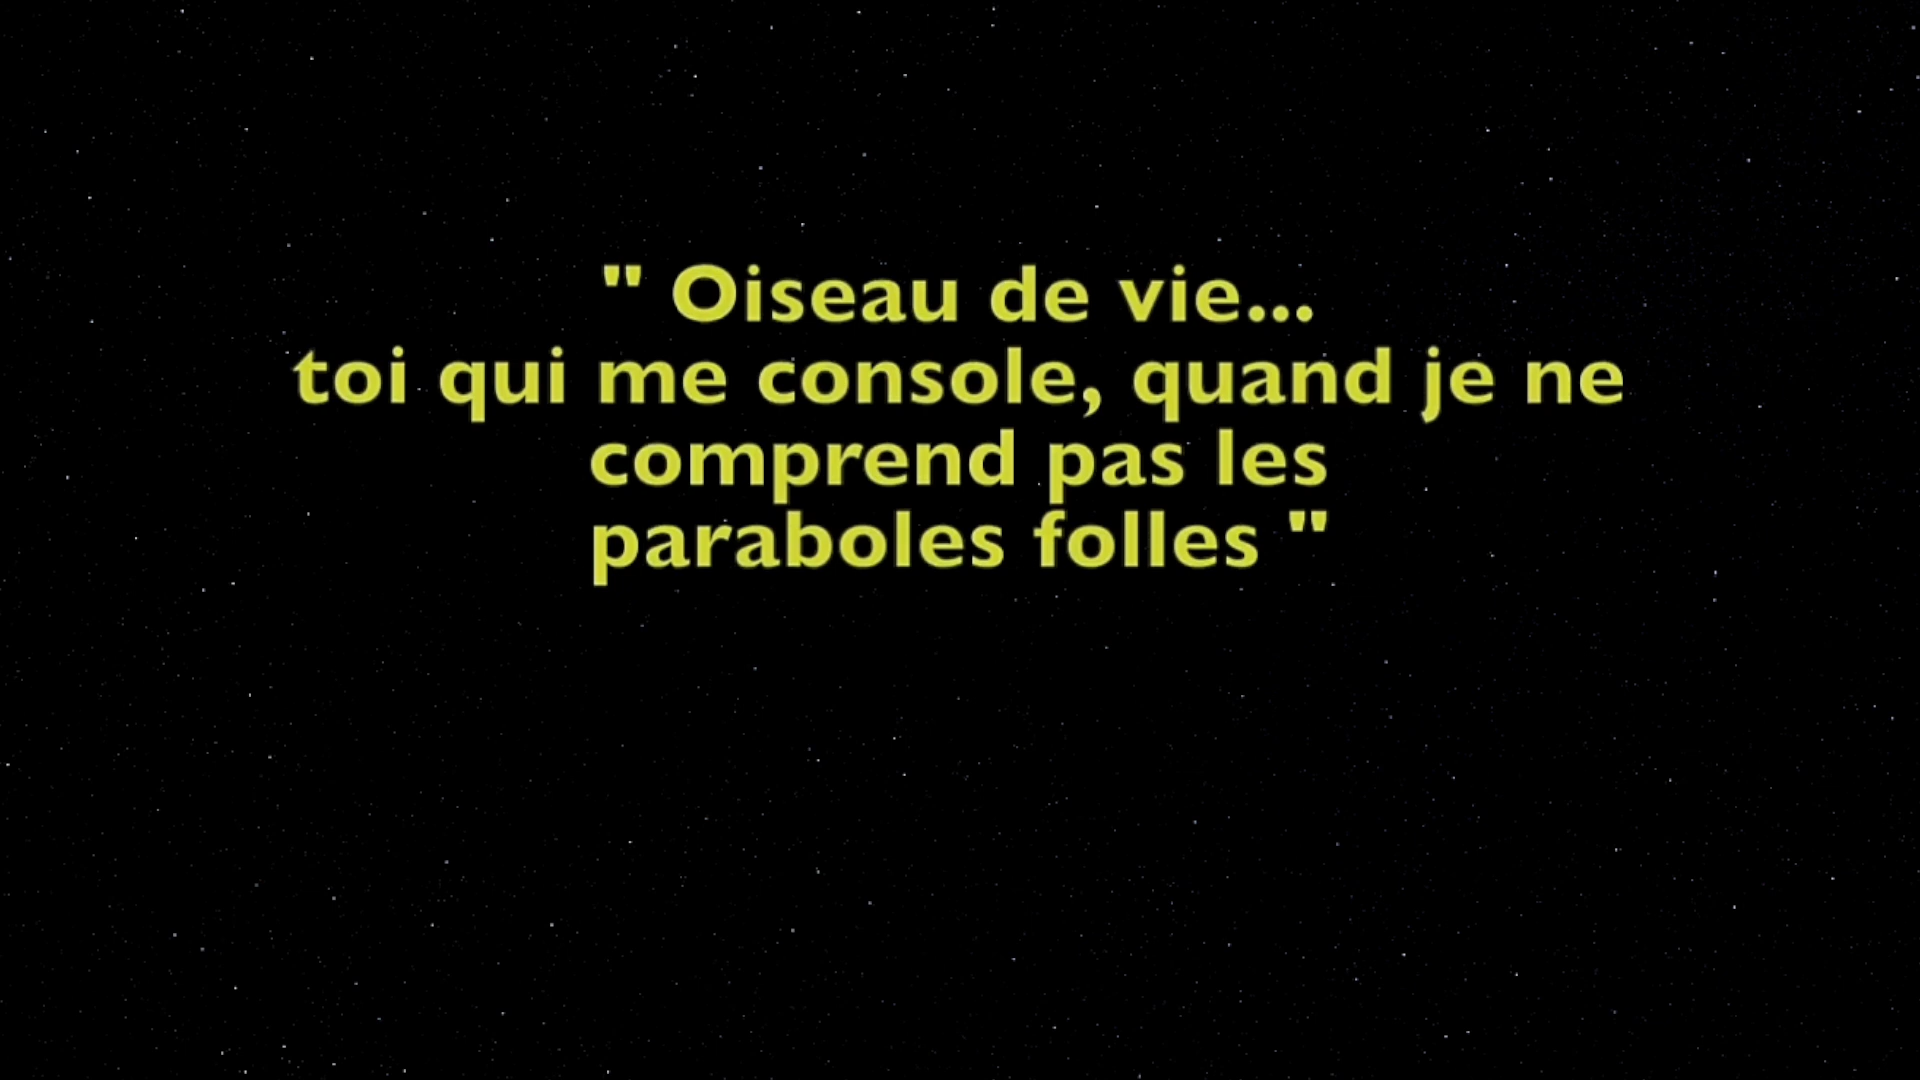 " Oiseau de vie...
toi qui me console, quand je ne
comprend pas les
paraboles folles "